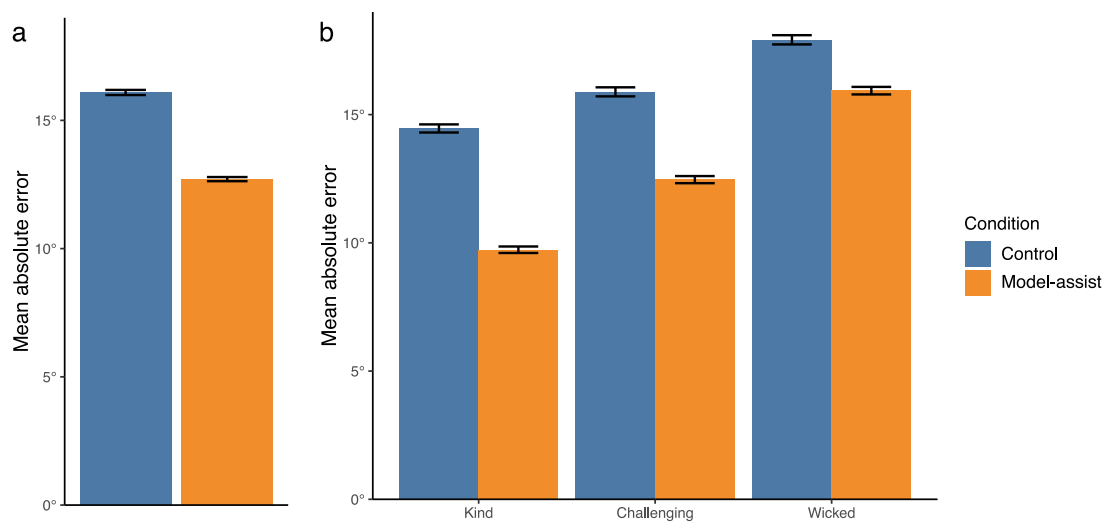 a
Mean absolute error
15°
10°
5°
0°
b
Mean absolute error
15°
10°
5°
0°
Kind
Challenging
Wicked
Condition
Control
Model-assist